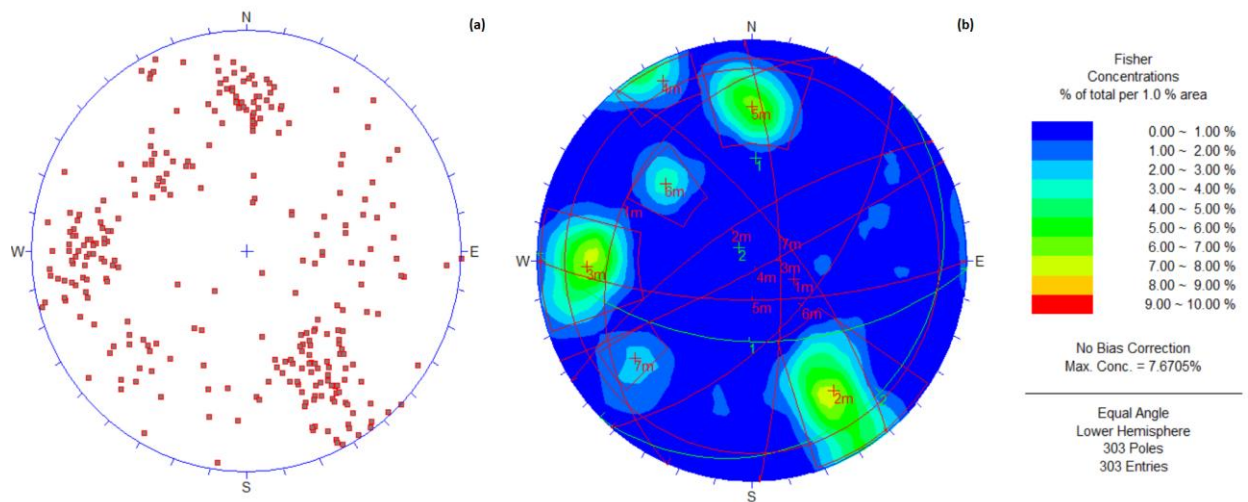 (a)
N
W
E
S
(b)
N
4m
5m
1
6m
1m
2m
2
7m
W
3m
3m
4m
1m
E
5m
6m
1
7m
2m
2
S
Fisher
Concentrations
% of total per 1.0 % area
0.00 ~ 1.00 %
1.00 ~ 2.00 %
2.00 ~ 3.00 %
3.00 ~ 4.00 %
4.00 ~ 5.00 %
5.00 ~ 6.00 %
6.00 ~ 7.00 %
7.00 ~ 8.00 %
8.00 ~ 9.00 %
9.00 ~ 10.00 %
No Bias Correction
Max. Conc. = 7.6705%
Equal Angle
Lower Hemisphere
303 Poles
303 Entries